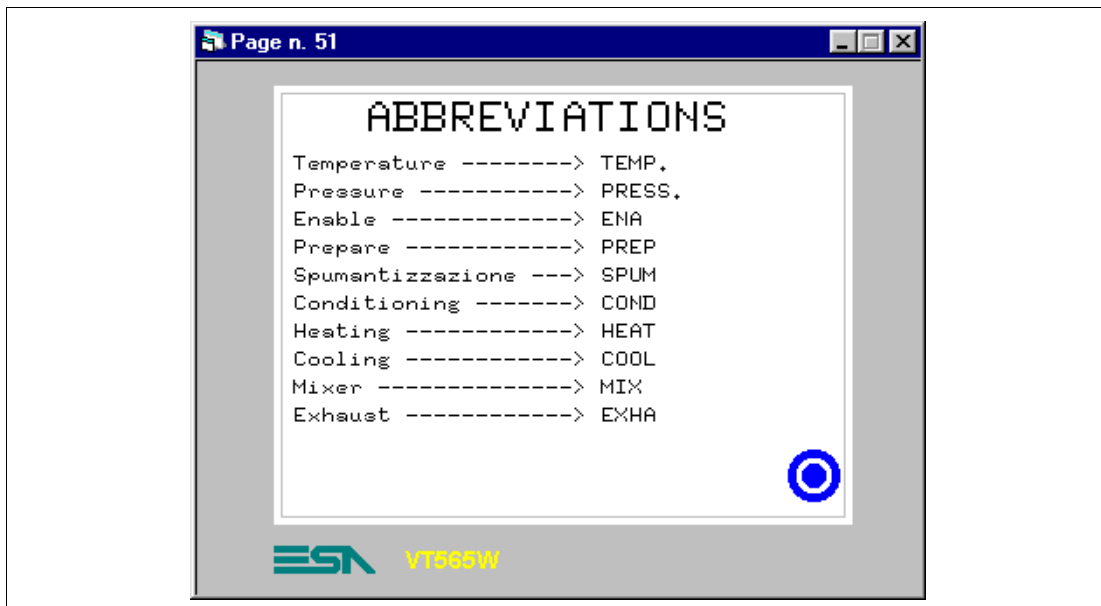 Page n. 51
ABBREVIATIONS
Temperature --------> TEMP.
Pressure -----------> PRESS.
Enable -------------> ENA
Prepare ------------> PREP
Spumantizzazione ---> SPUM
Conditioning -------> COND
Heating ------------> HEAT
Cooling ------------> COOL
Mixer --------------> MIX
Exhaust ------------> EXHA
ESA VT565W